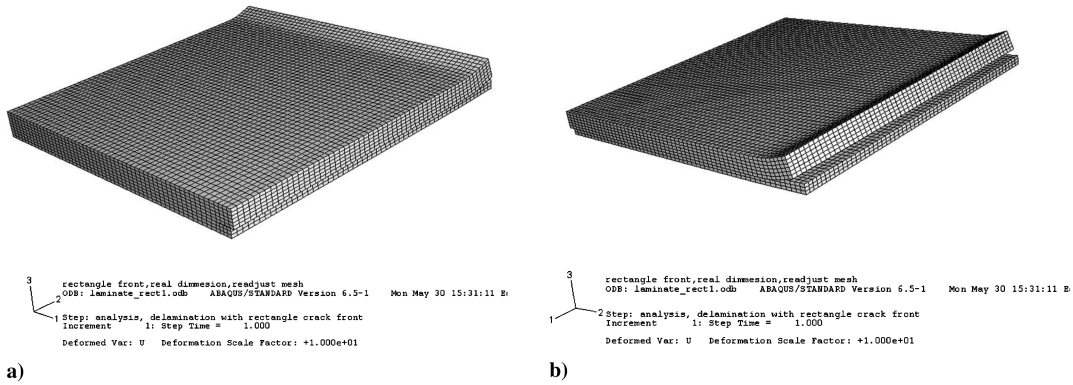 3
2
1
rectangle front,real dimmesion,readjust mesh
ODB: laminate_rect1.odb ABAQUS/STANDARD Version 6.5-1 Mon May 30 15:31:11
Step: analysis, delamination with rectangle crack front
Increment 1: Step Time = 1.000
Deformed Var: U Deformation Scale Factor: +1.000e+01
a)
3
2
1
rectangle front,real dimmesion,readjust mesh
ODB: laminate_rect1.odb ABAQUS/STANDARD Version 6.5-1 Mon May 30 15:31:11
Step: analysis, delamination with rectangle crack front
Increment 1: Step Time = 1.000
Deformed Var: U Deformation Scale Factor: +1.000e+01
b)